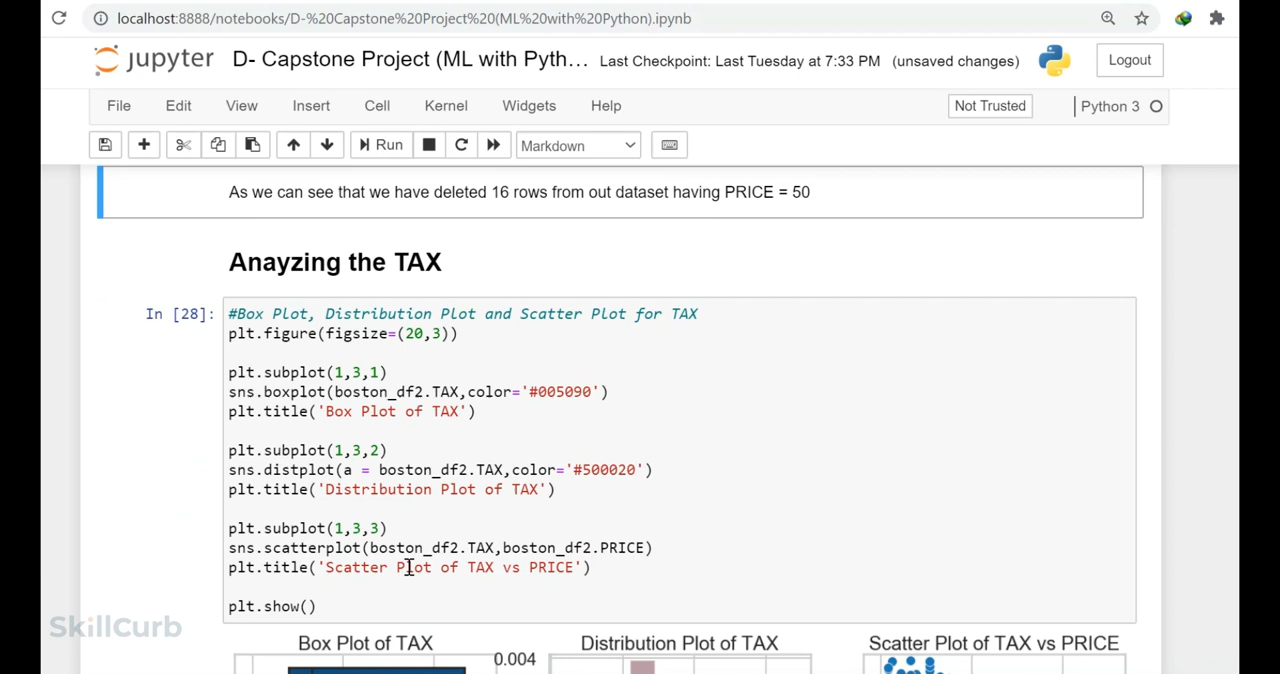 localhost:8888/notebooks/D-%20Capstone%20Project%20(ML%20with%20Python).ipynb
jupyter D- Capstone Project (ML with Pyth... Last Checkpoint: Last Tuesday at 7:33 PM (unsaved changes) Logout
File Edit View Insert Cell Kernel Widgets Help Not Trusted Python 3
Run Markdown
As we can see that we have deleted 16 rows from out dataset having PRICE = 50
Anayzing the TAX
In [28]: #Box Plot, Distribution Plot and Scatter Plot for TAX
plt.figure(figsize=(20,3))
plt.subplot(1,3,1)
sns.boxplot(boston_df2.TAX,color='#005090')
plt.title('Box Plot of TAX')
plt.subplot(1,3,2)
sns.distplot(a = boston_df2.TAX,color='#500020')
plt.title('Distribution Plot of TAX')
plt.subplot(1,3,3)
sns.scatterplot(boston_df2.TAX,boston_df2.PRICE)
plt.title('Scatter Plot of TAX vs PRICE')
plt.show()
SkillCurb
Box Plot of TAX Distribution Plot of TAX Scatter Plot of TAX vs PRICE
0.004